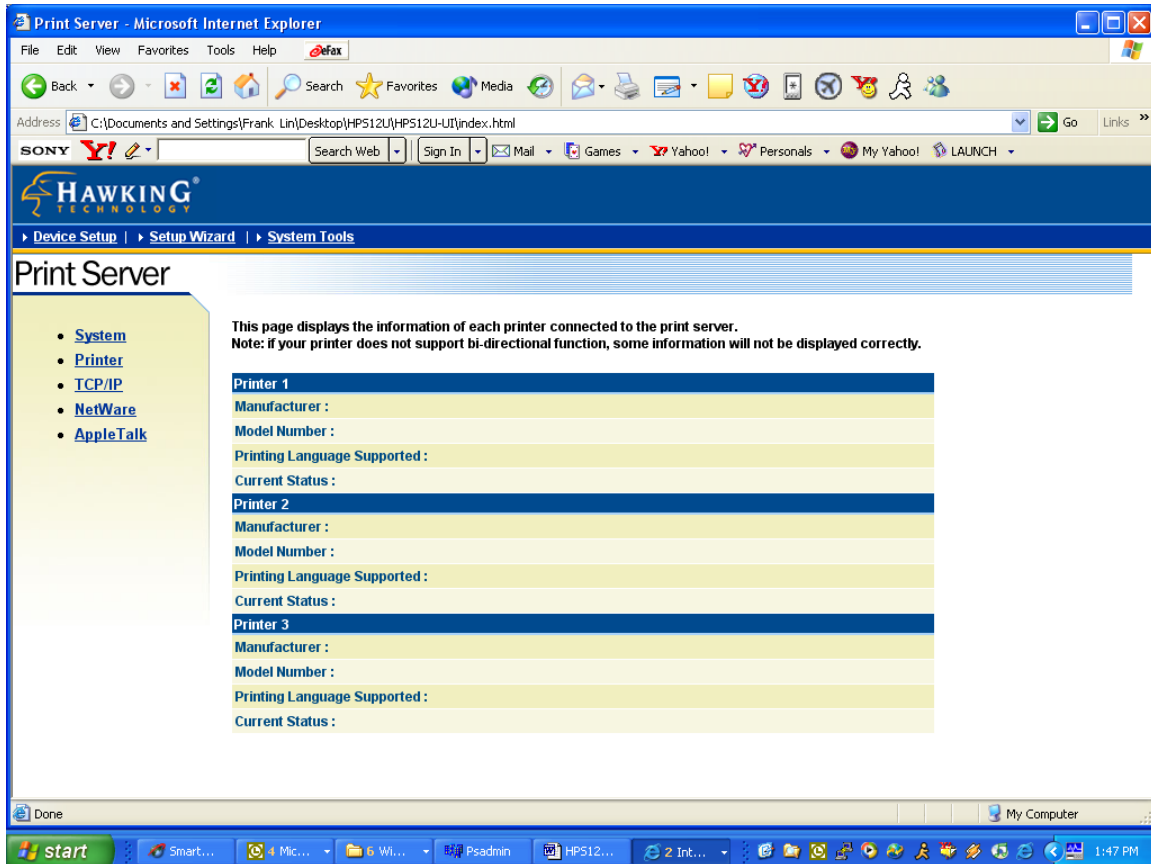 Print Server - Microsoft Internet Explorer
File Edit View Favorites Tools Help eFax
Back Search Favorites Media
Address C:\Documents and Settings\Frank Lin\Desktop\HPS12U\HPS12U-UI\index.html Go Links »
SONY Y! Search Web Sign In Mail Games Yahoo! Personals My Yahoo! LAUNCH
HAWKING®
TECHNOLOGY
Device Setup | Setup Wizard | System Tools
Print Server
System
Printer
TCP/IP
NetWare
AppleTalk
This page displays the information of each printer connected to the print server.
Note: if your printer does not support bi-directional function, some information will not be displayed correctly.
Printer 1
Manufacturer :
Model Number :
Printing Language Supported :
Current Status :
Printer 2
Manufacturer :
Model Number :
Printing Language Supported :
Current Status :
Printer 3
Manufacturer :
Model Number :
Printing Language Supported :
Current Status :
Done My Computer
start Smart... 4 Mic... 6 Wi... Psadmin HPS12... 2 Int... 1:47 PM